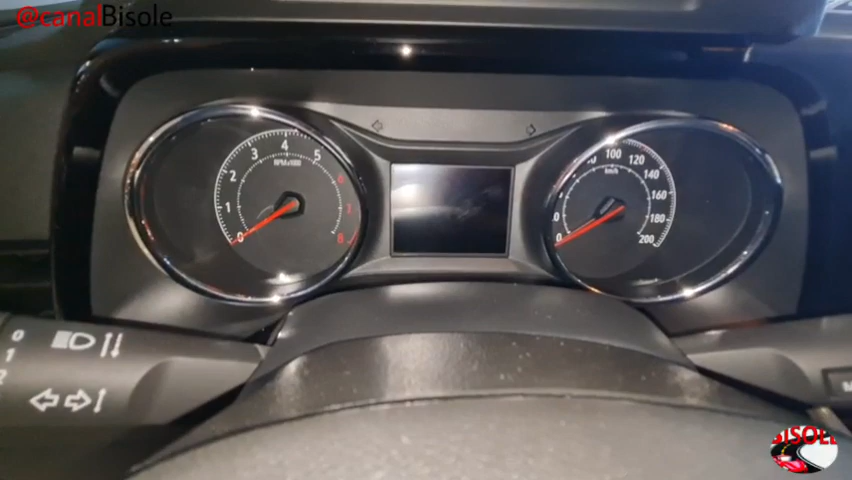 @canalBisole
0 1 2 3 4 5 6 7 8
RPMx1000
100 120 140 160 180 200
km/h
0
1
2
BISOLE